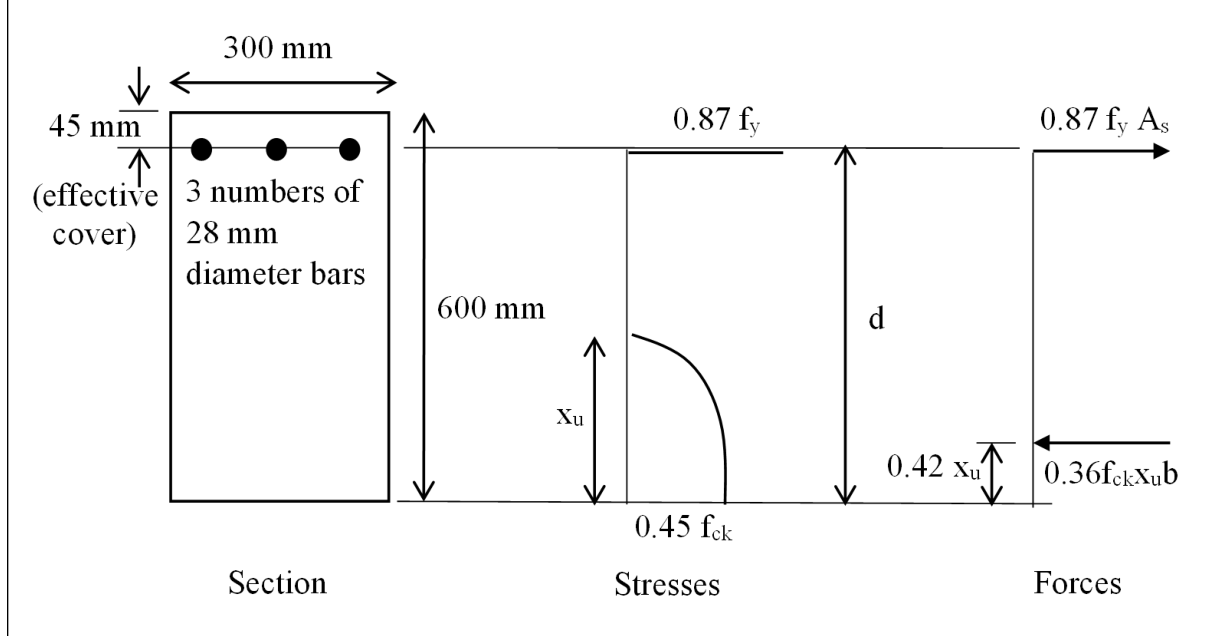 300 mm
45 mm
(effective
cover)
3 numbers of
28 mm
diameter bars
600 mm
0.87 fy
0.87 fy As
xu
d
0.42 xu
0.36fckxub
0.45 fck
Section
Stresses
Forces